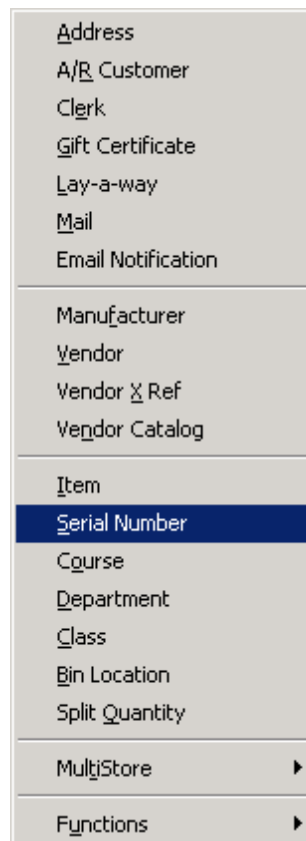 Address
A/R Customer
Clerk
Gift Certificate
Lay-a-way
Mail
Email Notification
Manufacturer
Vendor
Vendor X Ref
Vendor Catalog
Item
Serial Number
Course
Department
Class
Bin Location
Split Quantity
MultiStore
Functions